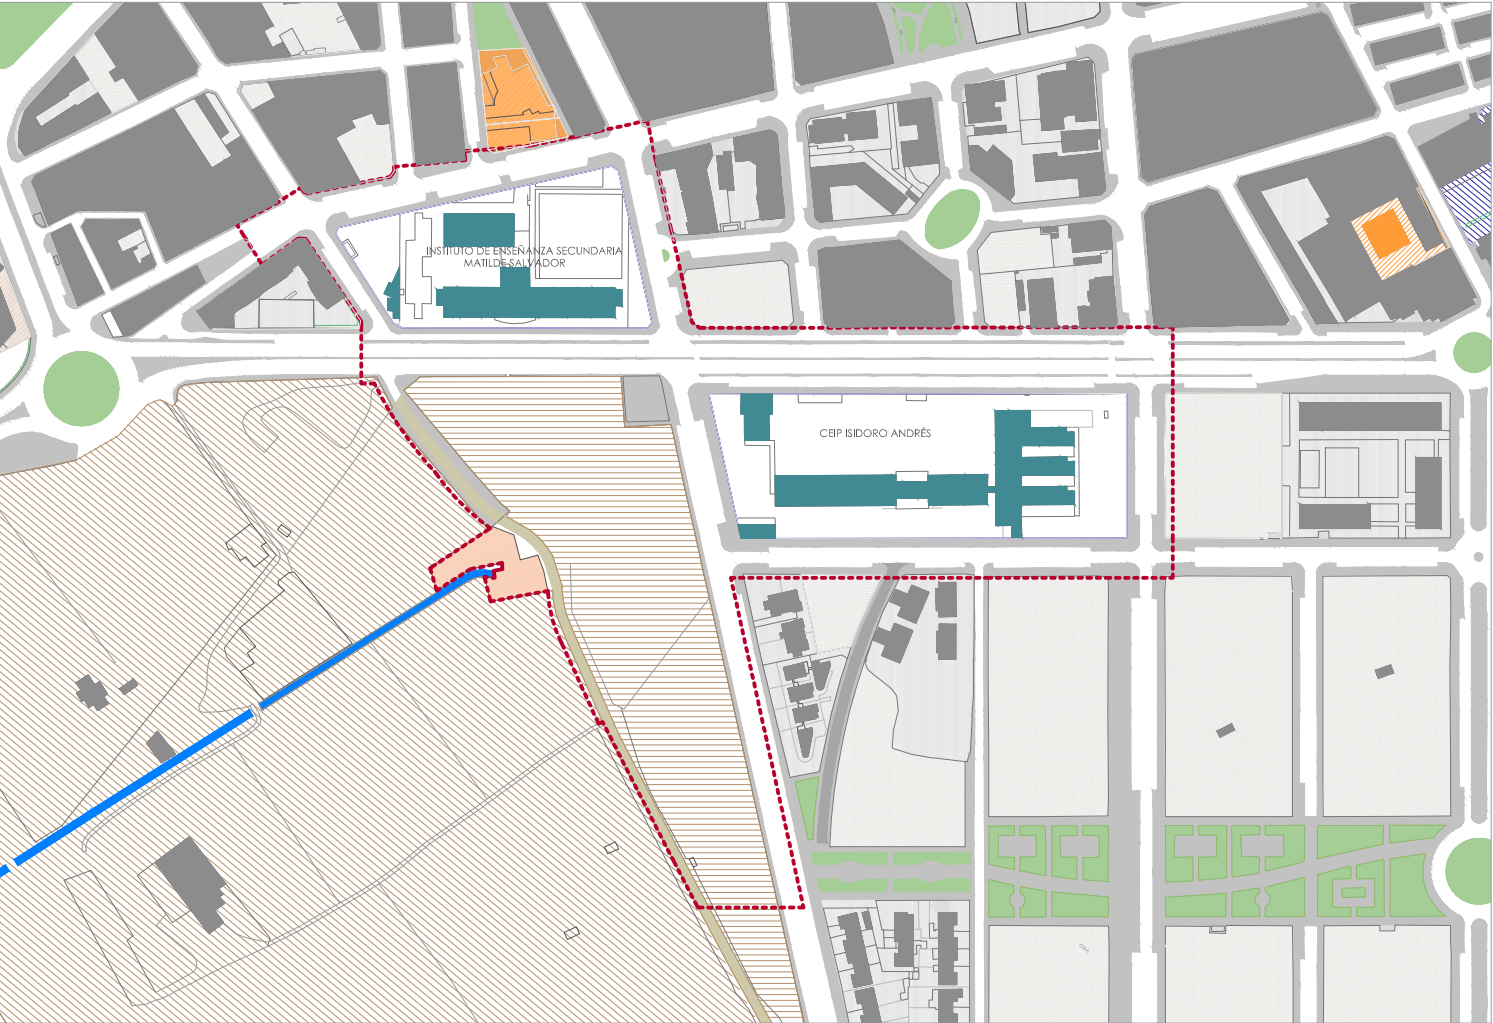 INSTITUTO DE ENSEÑANZA SECUNDARIA
MATILDE SALVADOR
CEIP ISIDORO ANDRÉS